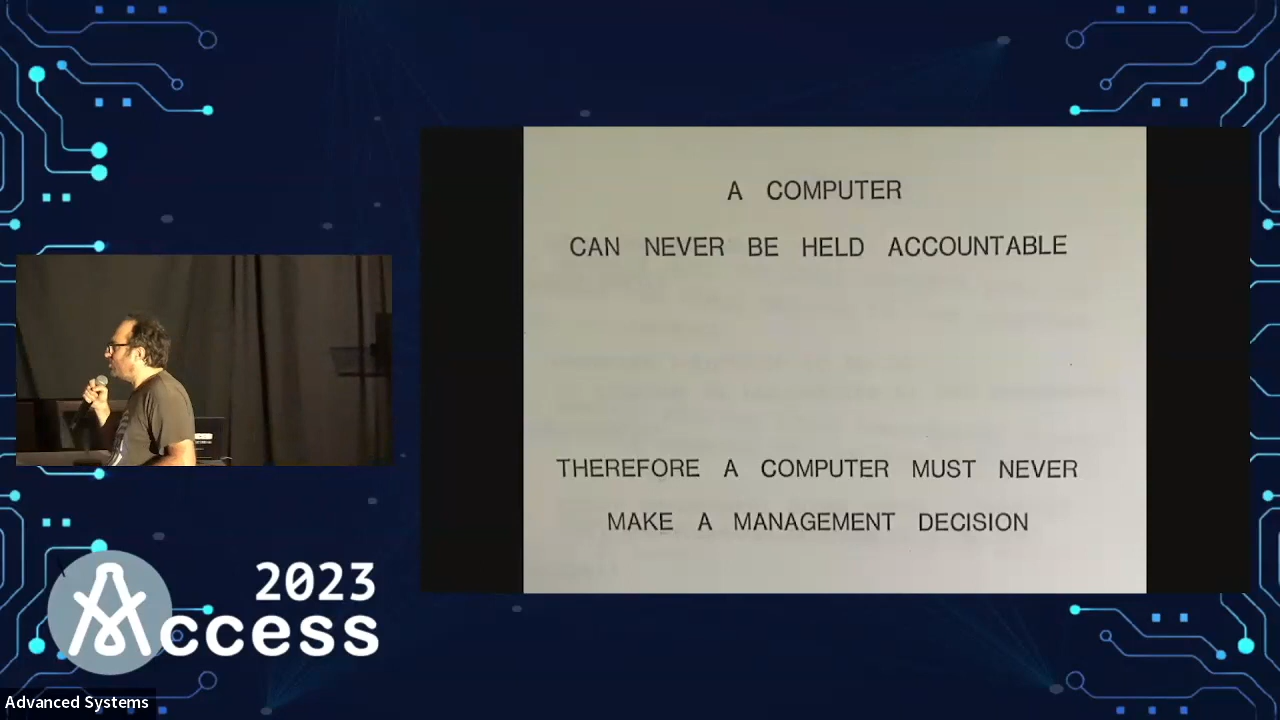 A COMPUTER
CAN NEVER BE HELD ACCOUNTABLE
THEREFORE A COMPUTER MUST NEVER
MAKE A MANAGEMENT DECISION
2023
Access
Advanced Systems